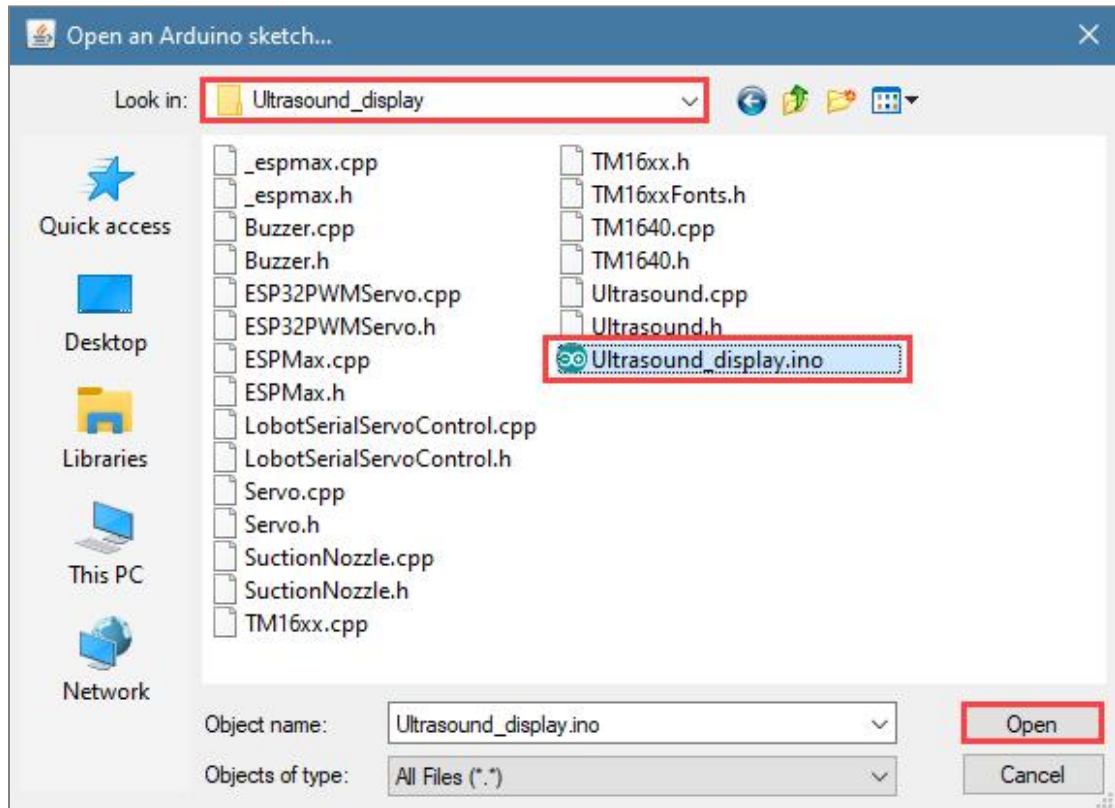 Open an Arduino sketch...
Look in:
Ultrasound_display
Quick access
Desktop
Libraries
This PC
Network
_espmax.cpp
_espmax.h
Buzzer.cpp
Buzzer.h
ESP32PWMServo.cpp
ESP32PWMServo.h
ESPMax.cpp
ESPMax.h
LobotSerialServoControl.cpp
LobotSerialServoControl.h
Servo.cpp
Servo.h
SuctionNozzle.cpp
SuctionNozzle.h
TM16xx.cpp
TM16xx.h
TM16xxFonts.h
TM1640.cpp
TM1640.h
Ultrasound.cpp
Ultrasound.h
Ultrasound_display.ino
Object name:
Ultrasound_display.ino
Open
Objects of type:
All Files (*.*)
Cancel